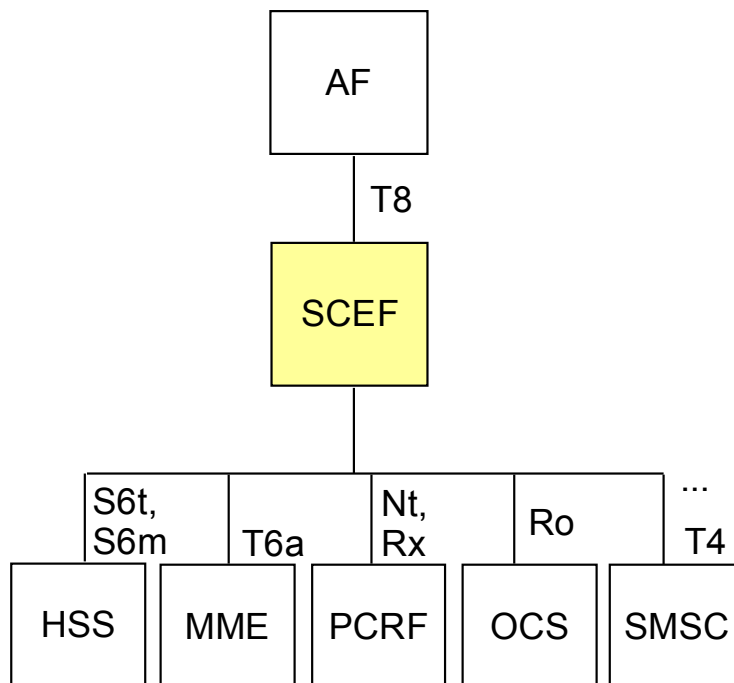 AF
T8
SCEF
S6t,
S6m
T6a
Nt,
Rx
Ro
...
T4
HSS
MME
PCRF
OCS
SMSC